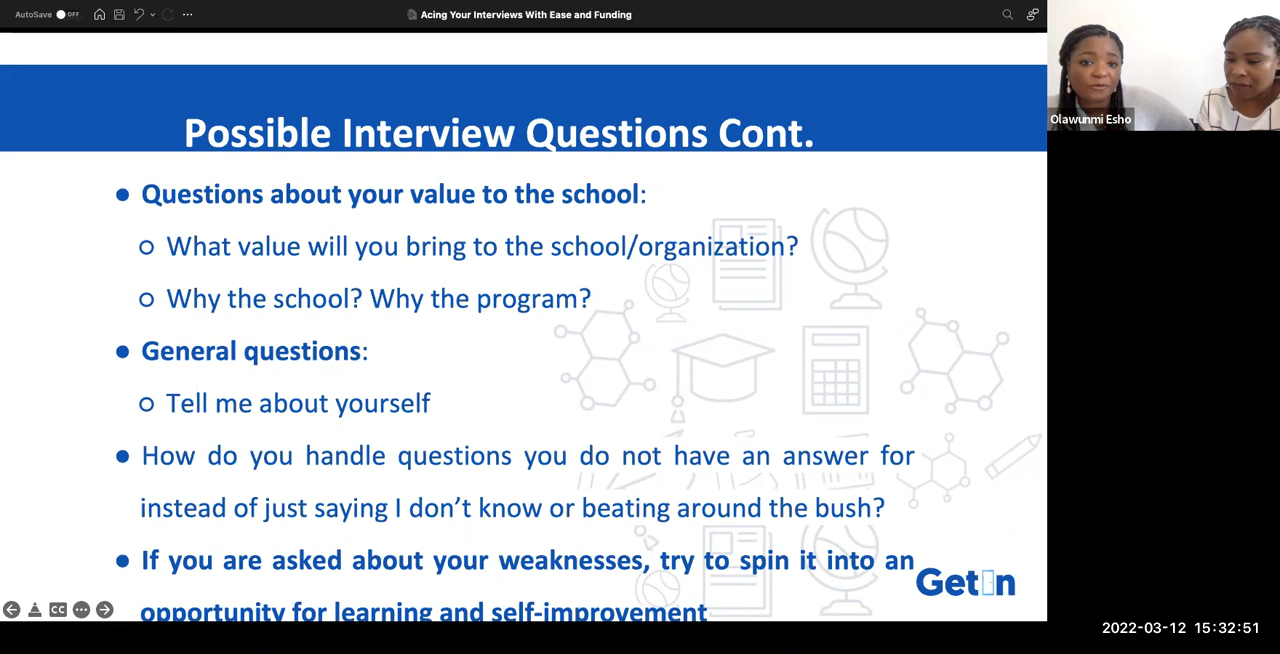 AutoSave OFF
Acing Your Interviews With Ease and Funding
Olawunmi Esho
Possible Interview Questions Cont.
Questions about your value to the school:
What value will you bring to the school/organization?
Why the school? Why the program?
General questions:
Tell me about yourself
How do you handle questions you do not have an answer for
instead of just saying I don’t know or beating around the bush?
If you are asked about your weaknesses, try to spin it into an
opportunity for learning and self-improvement
GetIn
CC
2022-03-12 15:32:51